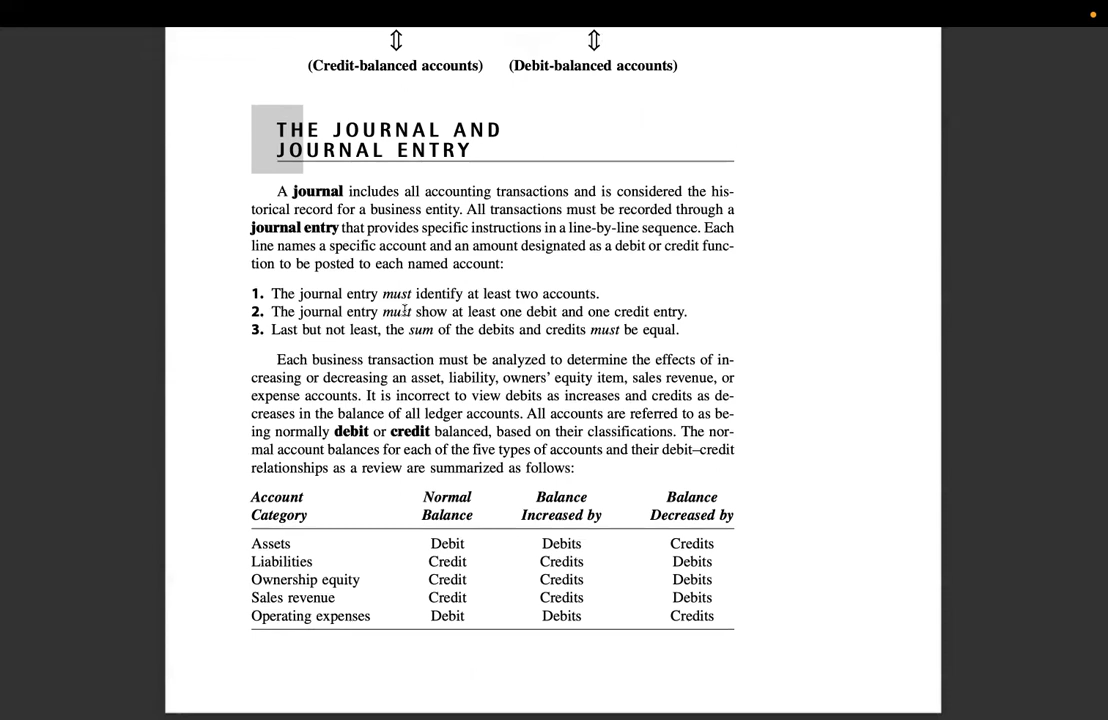 (Credit-balanced accounts) (Debit-balanced accounts)
THE JOURNAL AND
JOURNAL ENTRY
A journal includes all accounting transactions and is considered the his-
torical record for a business entity. All transactions must be recorded through a
journal entry that provides specific instructions in a line-by-line sequence. Each
line names a specific account and an amount designated as a debit or credit func-
tion to be posted to each named account:
1. The journal entry must identify at least two accounts.
2. The journal entry must show at least one debit and one credit entry.
3. Last but not least, the sum of the debits and credits must be equal.
Each business transaction must be analyzed to determine the effects of in-
creasing or decreasing an asset, liability, owners' equity item, sales revenue, or
expense accounts. It is incorrect to view debits as increases and credits as de-
creases in the balance of all ledger accounts. All accounts are referred to as be-
ing normally debit or credit balanced, based on their classifications. The nor-
mal account balances for each of the five types of accounts and their debit–credit
relationships as a review are summarized as follows:
Account Normal Balance Balance
Category Balance Increased by Decreased by
Assets Debit Debits Credits
Liabilities Credit Credits Debits
Ownership equity Credit Credits Debits
Sales revenue Credit Credits Debits
Operating expenses Debit Debits Credits